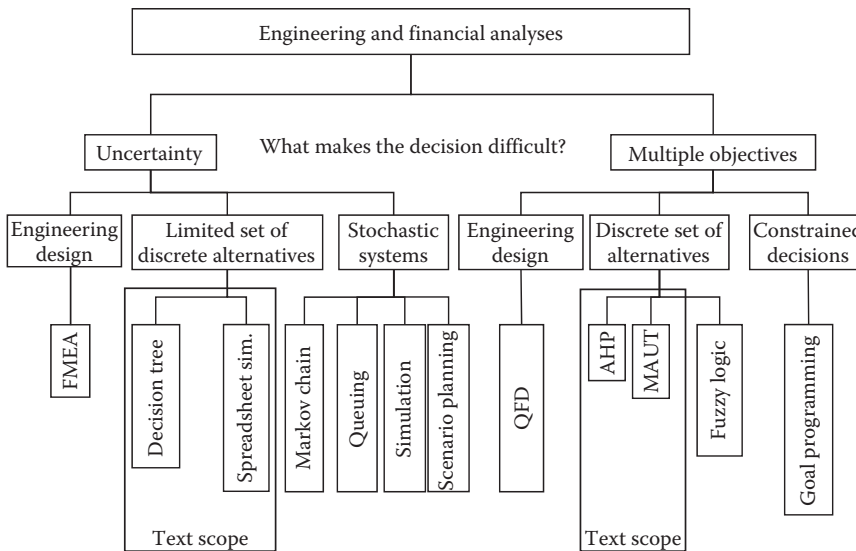 Engineering and financial analyses
What makes the decision difficult?
Uncertainty
Multiple objectives
Engineering
design
Limited set of
discrete alternatives
Stochastic
systems
Engineering
design
Discrete set of
alternatives
Constrained
decisions
FMEA
Decision tree
Spreadsheet sim.
Markov chain
Queuing
Simulation
Scenario planning
QFD
AHP
MAUT
Fuzzy logic
Goal programming
Text scope
Text scope